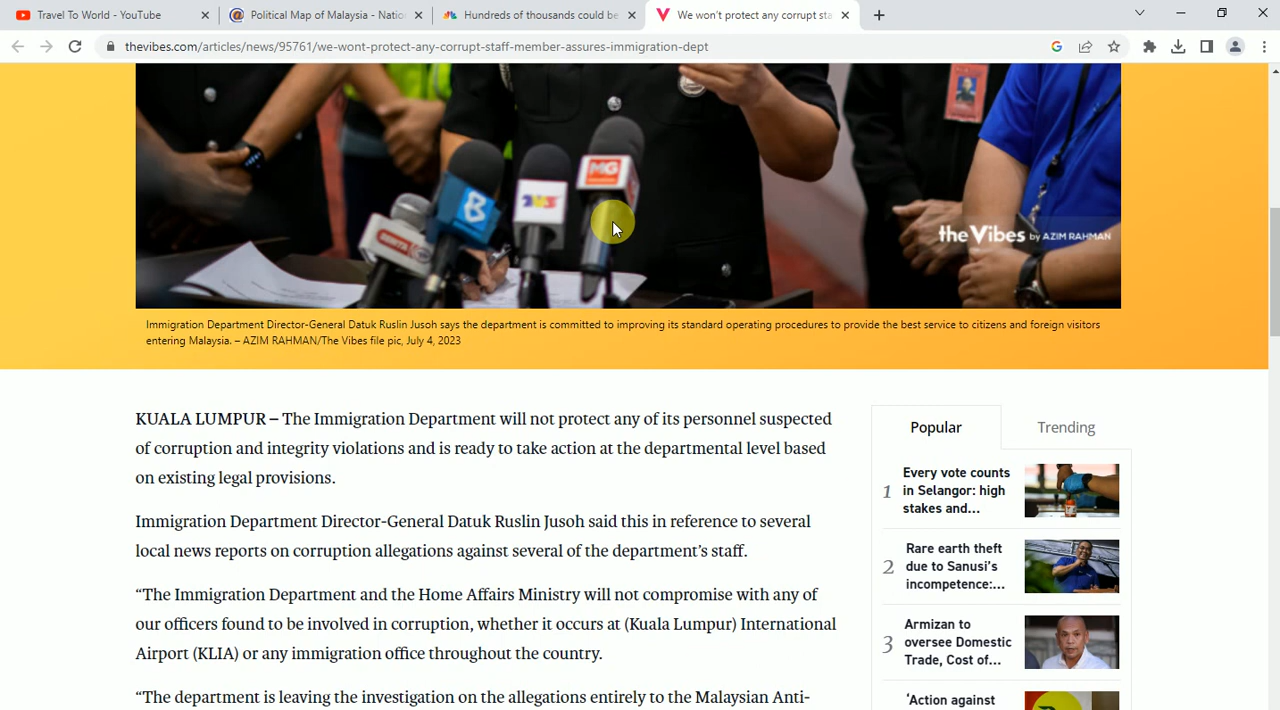 Travel To World - YouTube
Political Map of Malaysia - Natio
Hundreds of thousands could be
We won't protect any corrupt sta
thevibes.com/articles/news/95761/we-wont-protect-any-corrupt-staff-member-assures-immigration-dept
MG
theVibes by AZIM RAHMAN
Immigration Department Director-General Datuk Ruslin Jusoh says the department is committed to improving its standard operating procedures to provide the best service to citizens and foreign visitors
entering Malaysia. – AZIM RAHMAN/The Vibes file pic, July 4, 2023
KUALA LUMPUR – The Immigration Department will not protect any of its personnel suspected
of corruption and integrity violations and is ready to take action at the departmental level based
on existing legal provisions.
Immigration Department Director-General Datuk Ruslin Jusoh said this in reference to several
local news reports on corruption allegations against several of the department's staff.
“The Immigration Department and the Home Affairs Ministry will not compromise with any of
our officers found to be involved in corruption, whether it occurs at (Kuala Lumpur) International
Airport (KLIA) or any immigration office throughout the country.
“The department is leaving the investigation on the allegations entirely to the Malaysian Anti-
Popular
Trending
1
Every vote counts
in Selangor: high
stakes and...
2
Rare earth theft
due to Sanusi's
incompetence:...
3
Armizan to
oversee Domestic
Trade, Cost of...
'Action against